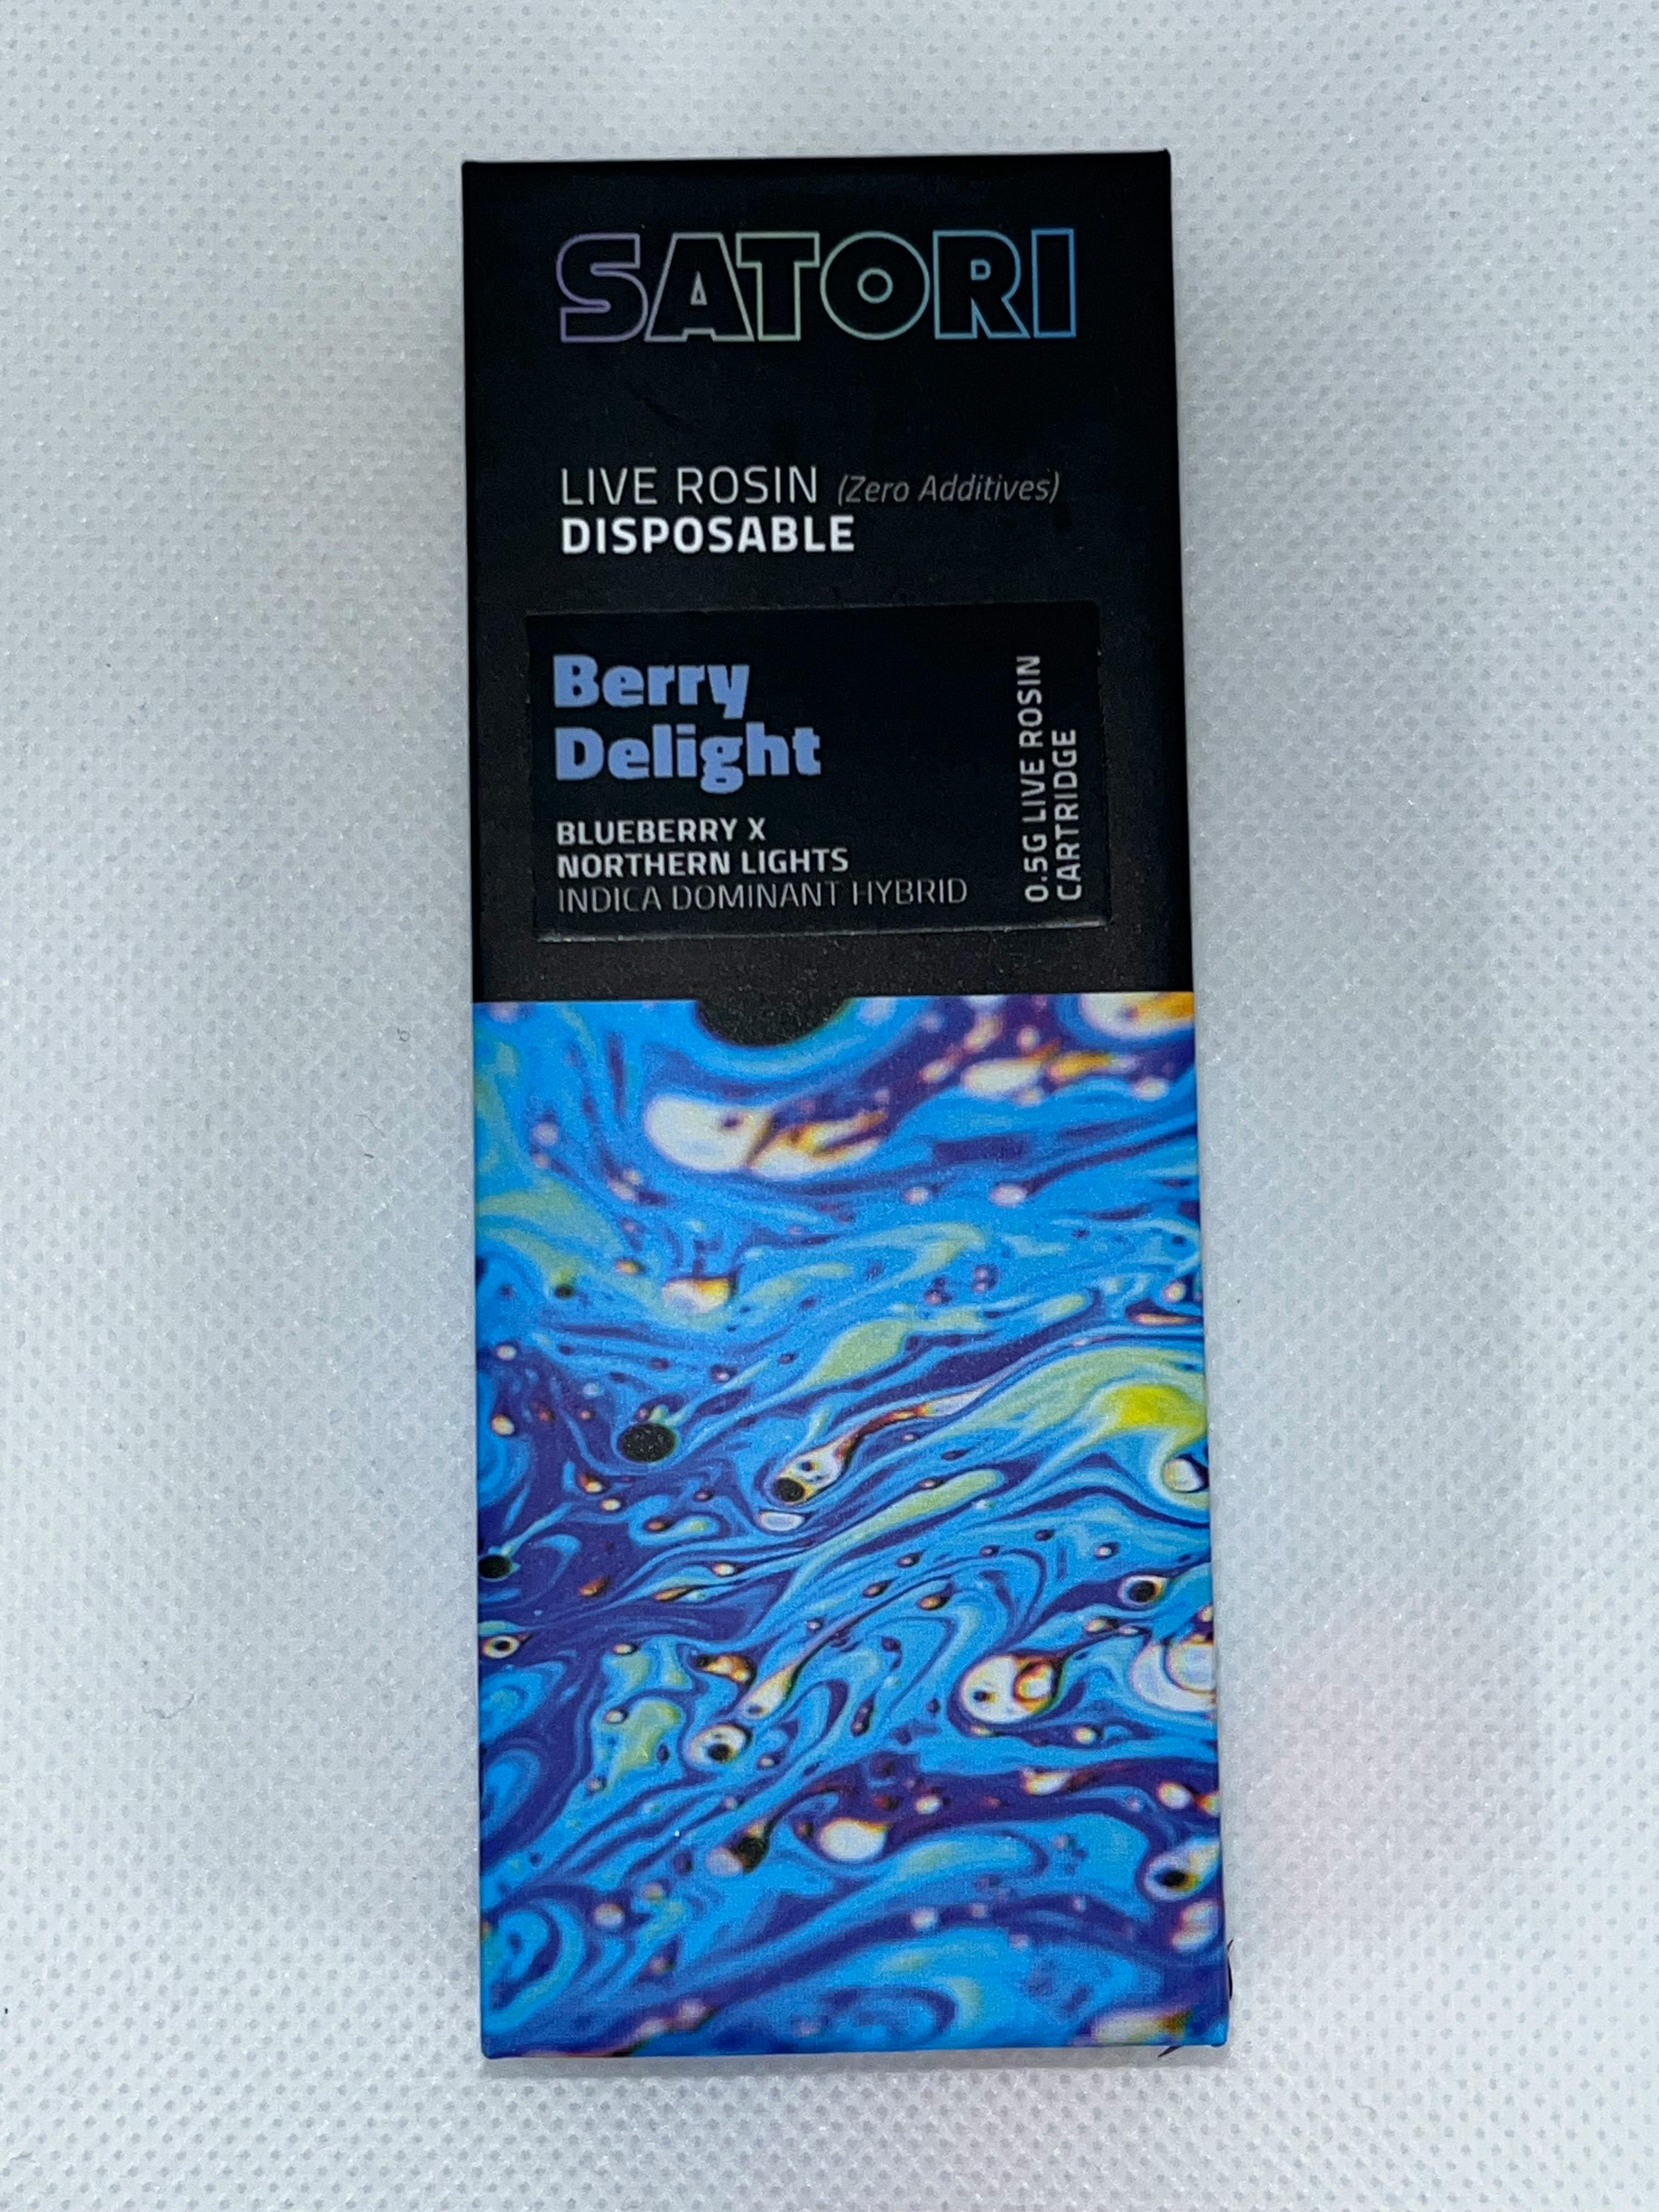 SATORI
LIVE ROSIN (Zero Additives)
DISPOSABLE
Berry
Delight
BLUEBERRY X
NORTHERN LIGHTS
INDICA DOMINANT HYBRID
0.5G LIVE ROSIN
CARTRIDGE